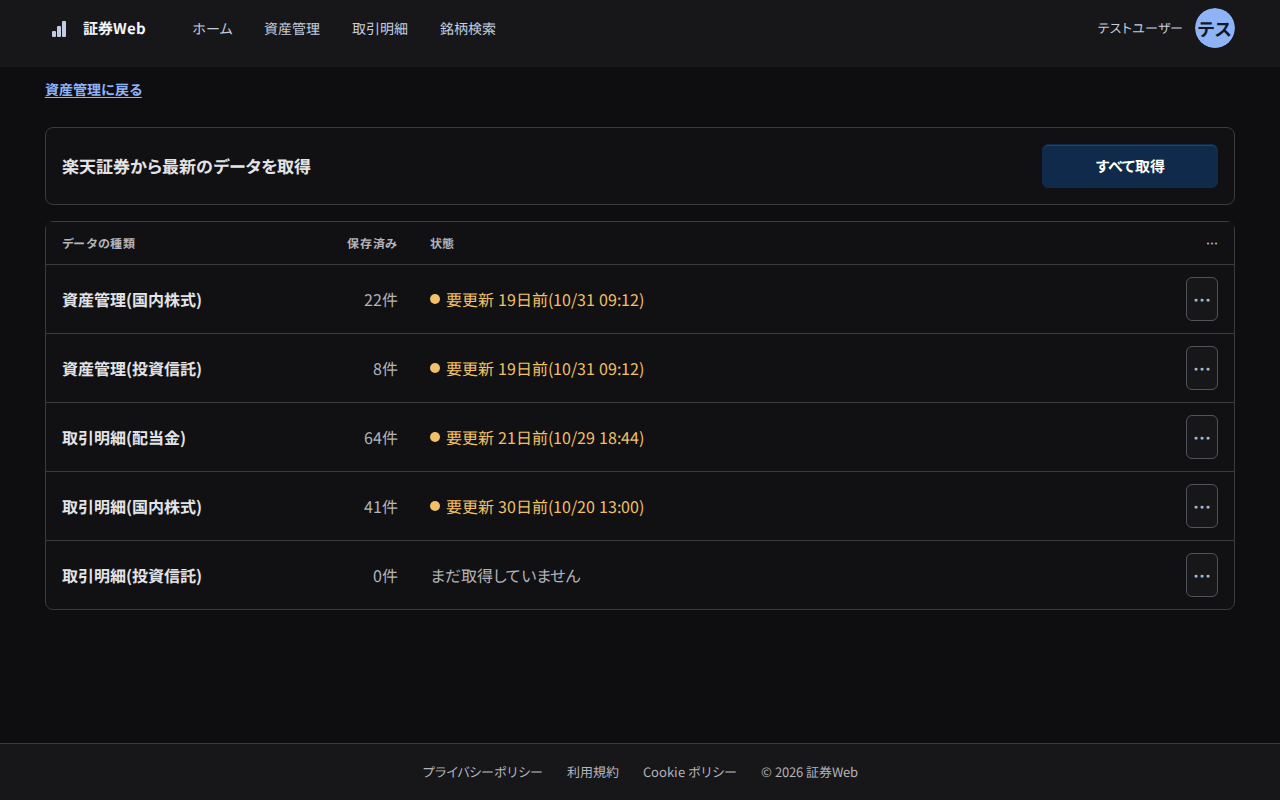 証券Web ホーム 資産管理 取引明細 銘柄検索 テストユーザー テス
資産管理に戻る
楽天証券から最新のデータを取得 すべて取得
データの種類 保存済み 状態 …
資産管理(国内株式) 22件 要更新 19日前(10/31 09:12) …
資産管理(投資信託) 8件 要更新 19日前(10/31 09:12) …
取引明細(配当金) 64件 要更新 21日前(10/29 18:44) …
取引明細(国内株式) 41件 要更新 30日前(10/20 13:00) …
取引明細(投資信託) 0件 まだ取得していません …
プライバシーポリシー 利用規約 Cookie ポリシー © 2026 証券Web